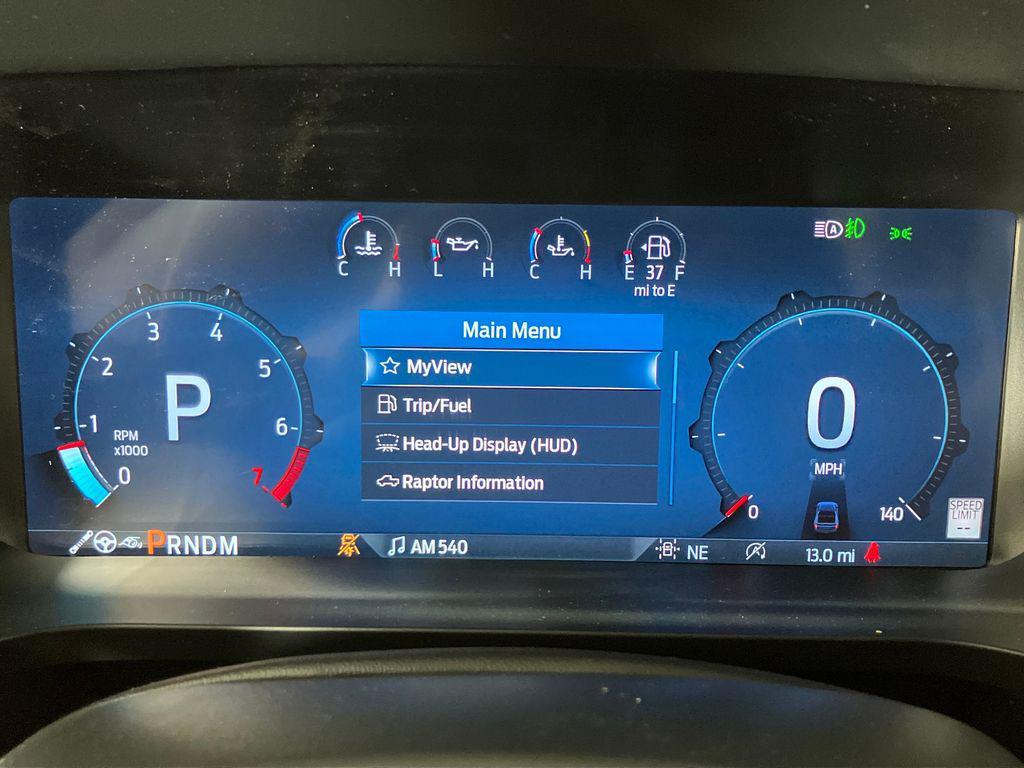 C H
L H
C H
E 37 F
mi to E
A
Main Menu
MyView
Trip/Fuel
Head-Up Display (HUD)
Raptor Information
3 4
2 5
1 6
RPM
x1000
0 7
P
0
MPH
0 140
SPEED
LIMIT
--
PRNDM
AM 540
NE
13.0 mi